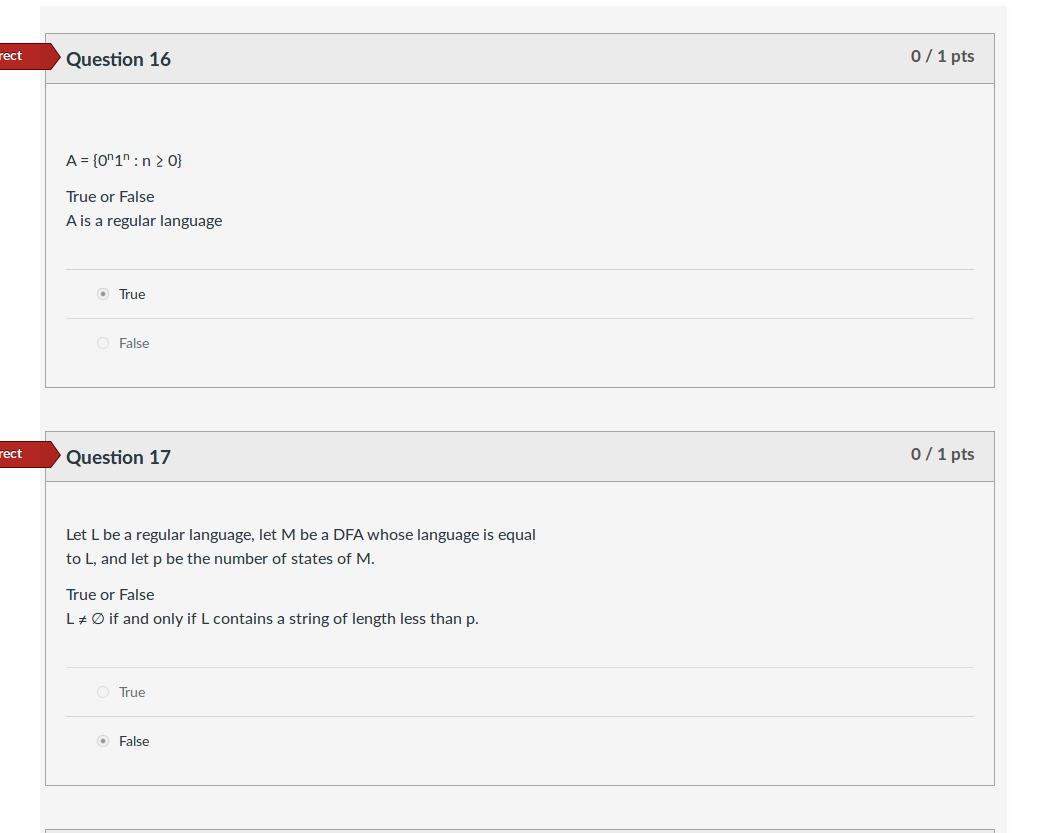 rect
Question 16
0 / 1 pts
A = {0ⁿ1ⁿ : n ≥ 0}
True or False
A is a regular language
True
False
rect
Question 17
0 / 1 pts
Let L be a regular language, let M be a DFA whose language is equal
to L, and let p be the number of states of M.
True or False
L ≠ ∅ if and only if L contains a string of length less than p.
True
False